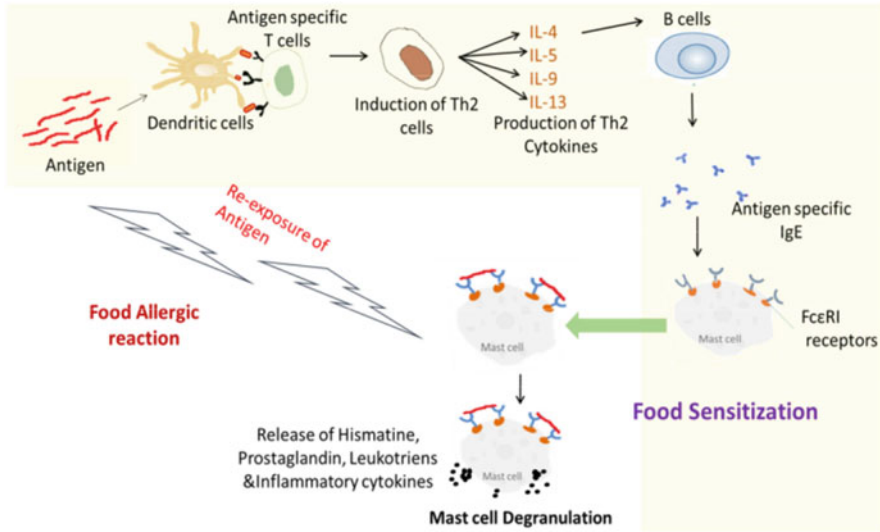 Antigen specific
T cells
Dendritic cells
Antigen
Induction of Th2
cells
IL-4
IL-5
IL-9
IL-13
Production of Th2
Cytokines
B cells
Antigen specific
IgE
Mast cell
FcεRI
receptors
Food Sensitization
Re-exposure of
Antigen
Food Allergic
reaction
Mast cell
Release of Hismatine,
Prostaglandin, Leukotriens
&Inflammatory cytokines
Mast cell
Mast cell Degranulation